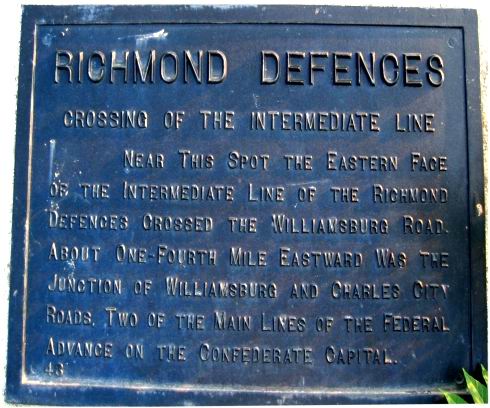 RICHMOND DEFENCES
CROSSING OF THE INTERMEDIATE LINE
NEAR THIS SPOT THE EASTERN FACE
OF THE INTERMEDIATE LINE OF THE RICHMOND
DEFENCES CROSSED THE WILLIAMSBURG ROAD.
ABOUT ONE-FOURTH MILE EASTWARD WAS THE
JUNCTION OF WILLIAMSBURG AND CHARLES CITY
ROADS, TWO OF THE MAIN LINES OF THE FEDERAL
ADVANCE ON THE CONFEDERATE CAPITAL.
43